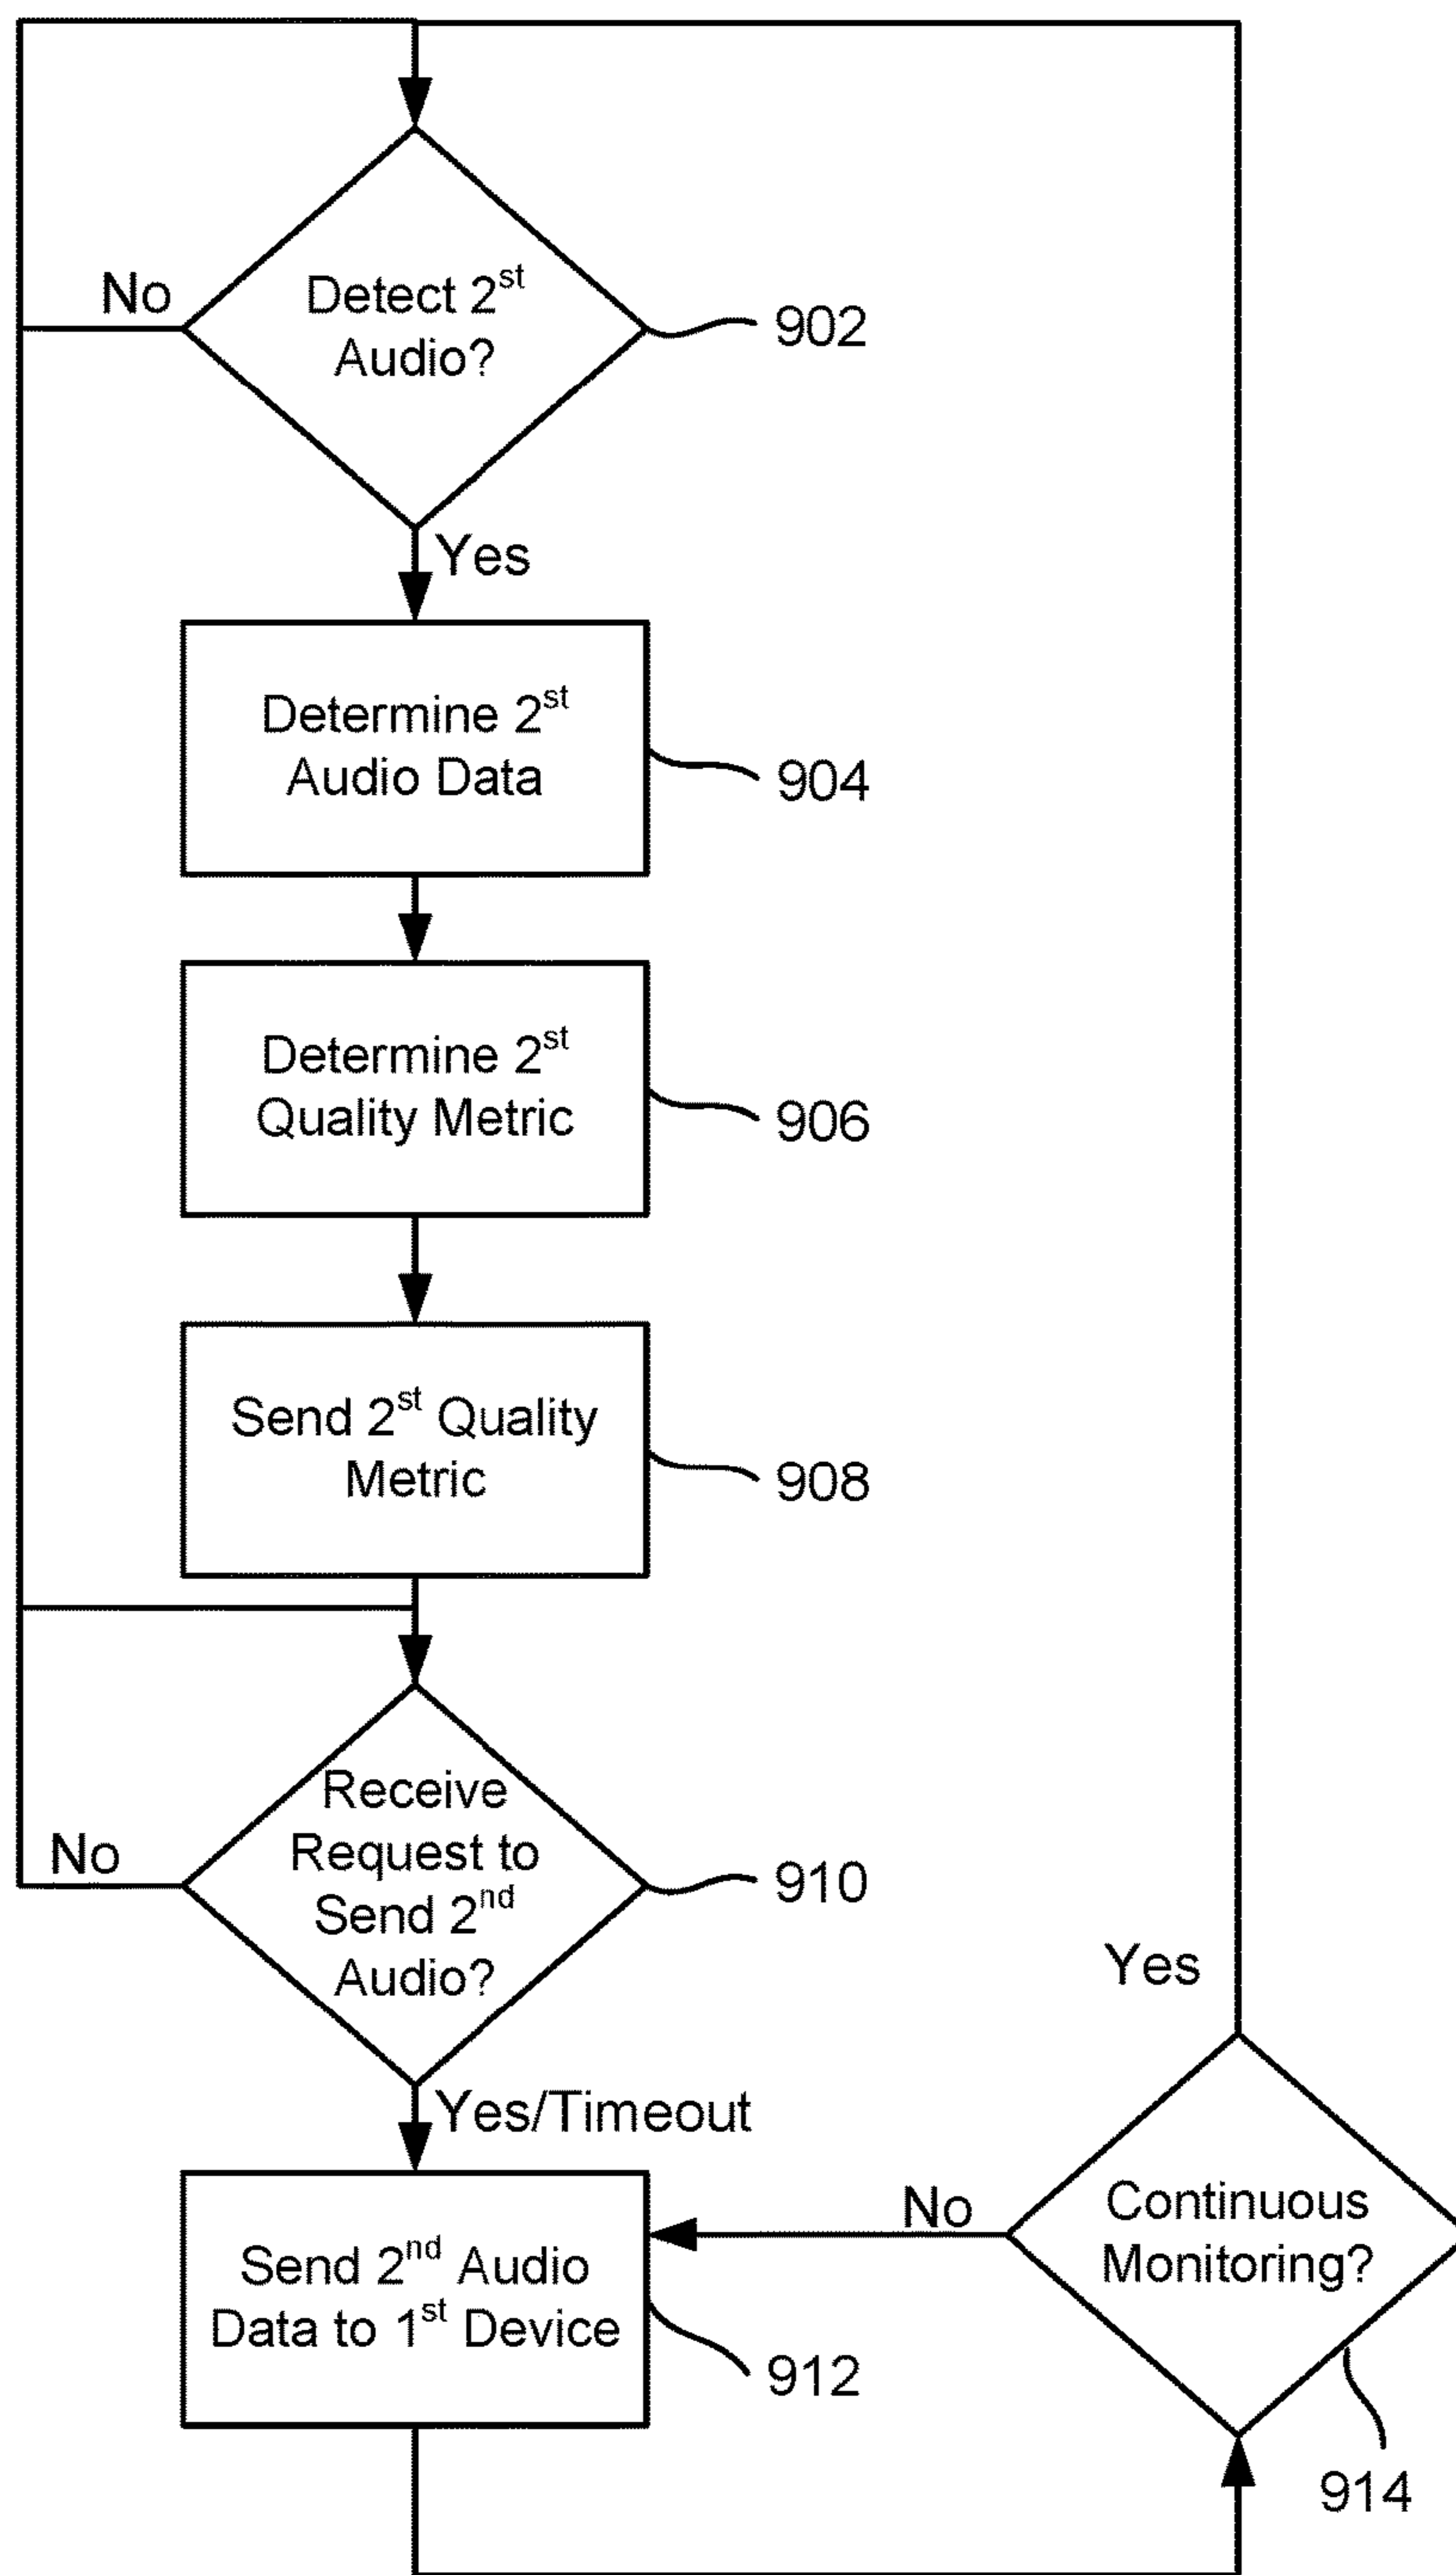 No
Detect 2st
Audio?
902
Yes
Determine 2st
Audio Data
904
Determine 2st
Quality Metric
906
Send 2st Quality
Metric
908
Receive
Request to
Send 2nd
Audio?
No
910
Yes/Timeout
Yes
Send 2nd Audio
Data to 1st Device
912
No
Continuous
Monitoring?
914